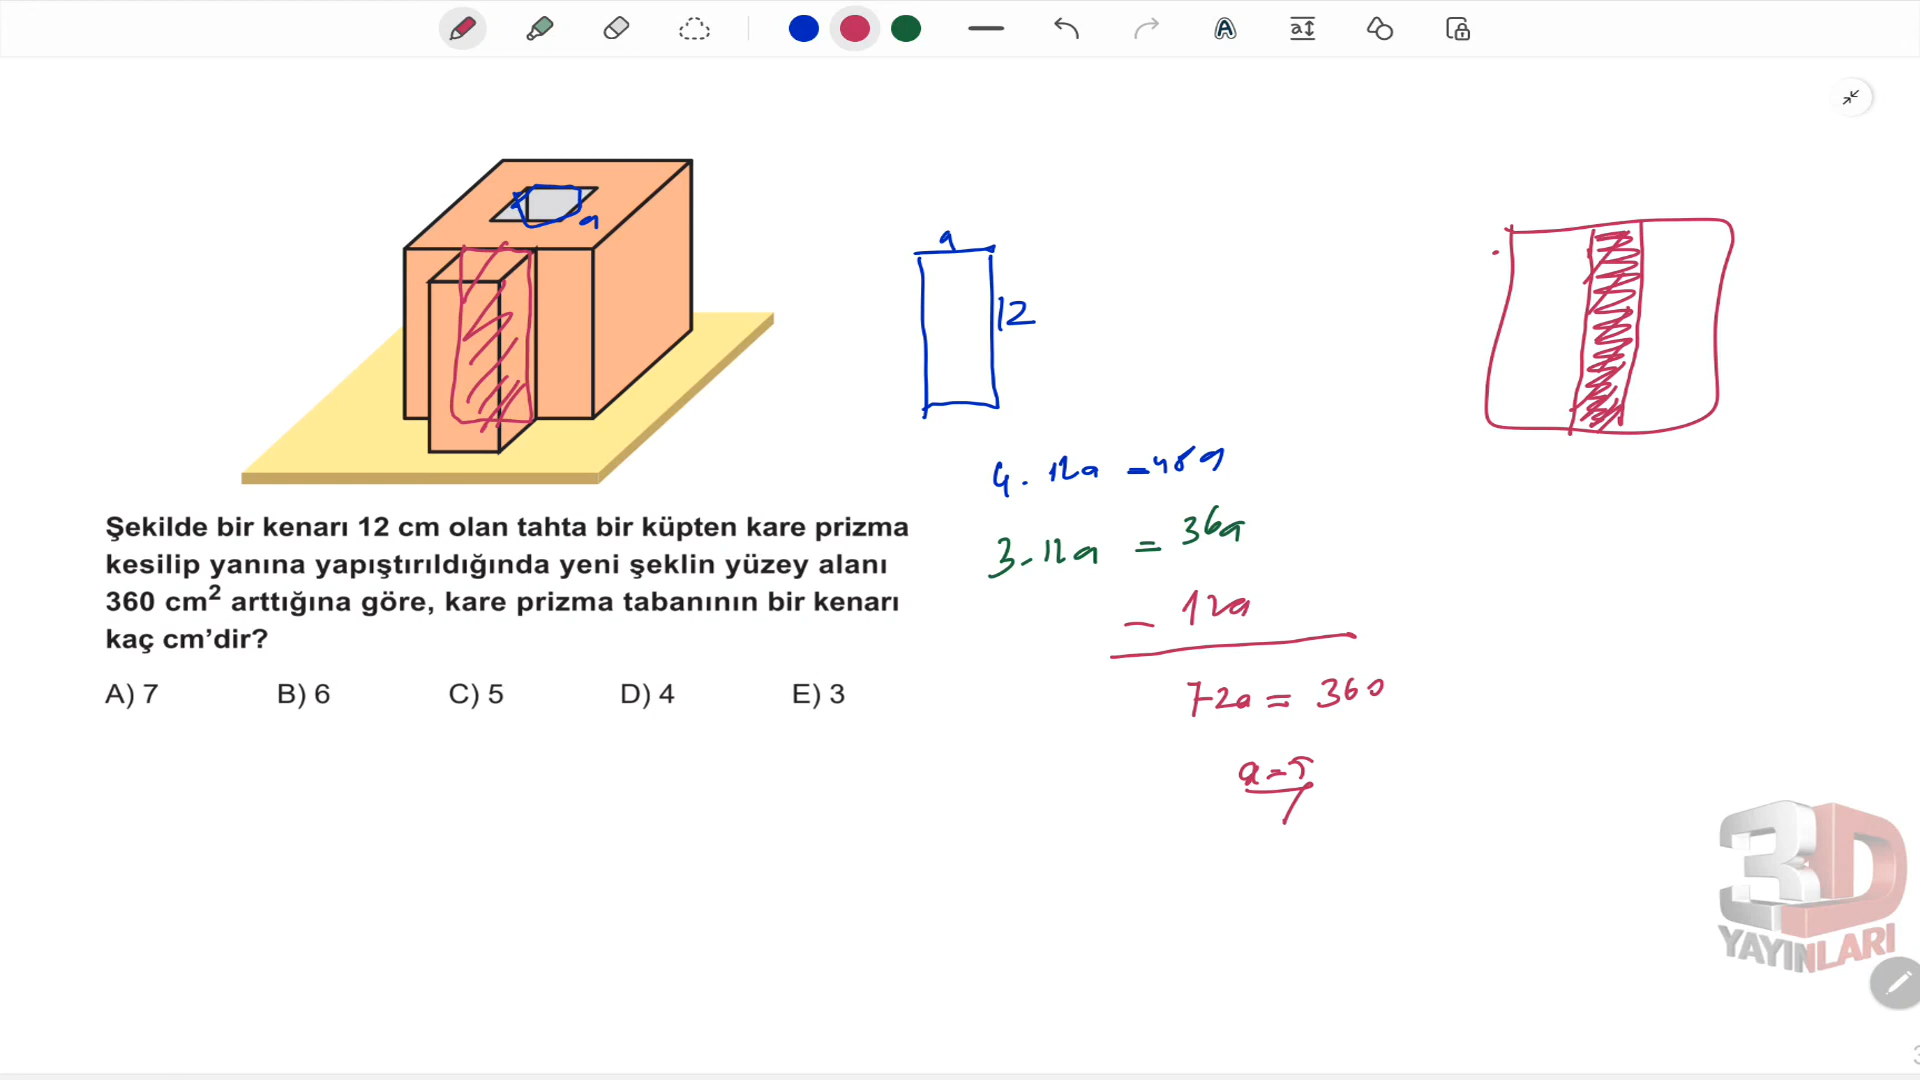 a
a
12
Şekilde bir kenarı 12 cm olan tahta bir küpten kare prizma
kesilip yanına yapıştırıldığında yeni şeklin yüzey alanı
360 cm² arttığına göre, kare prizma tabanının bir kenarı
kaç cm'dir?
A) 7 B) 6 C) 5 D) 4 E) 3
4. 12a = 48a
3. 12a = 36a
- 12a
72a = 360
a = 5
3D
YAYINLARI